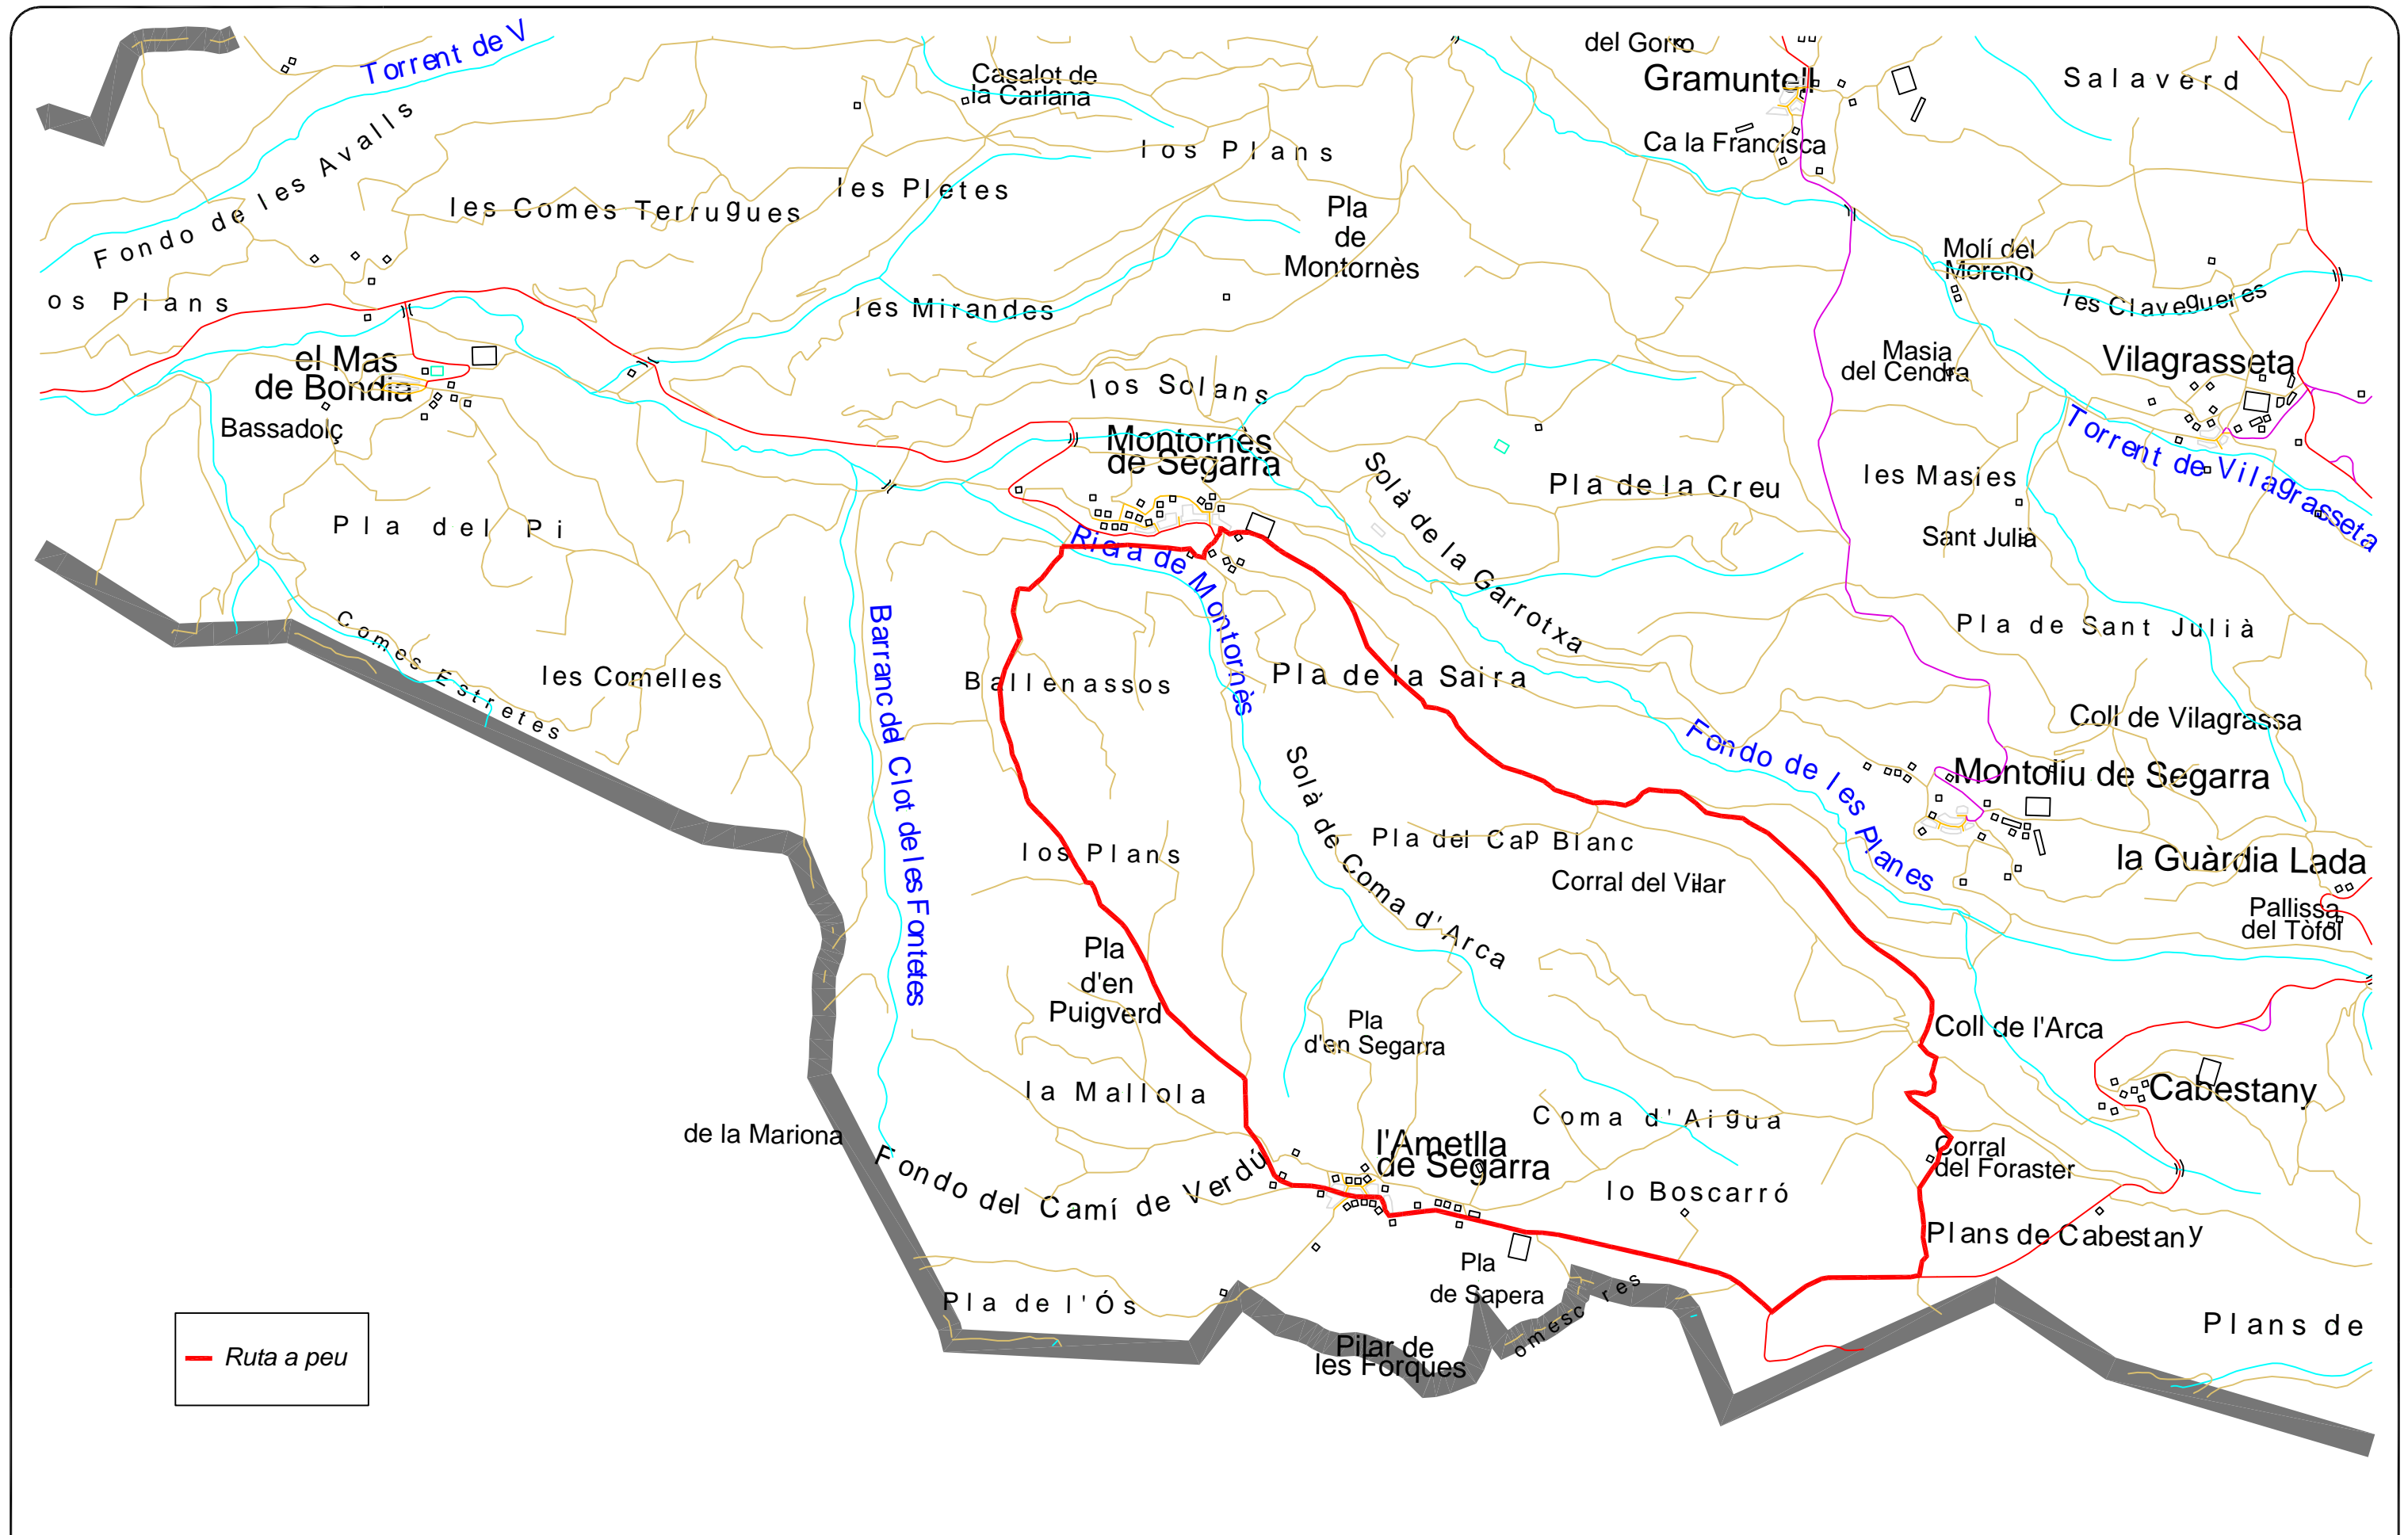 Torrent de V
del Gorro
Gramuntell
Salaverd
Casalot de
la Carlana
Fondo de les Avalls
los Plans
Ca la Francisca
les Comes Terrugues
les Pletes
Pla
de
Montornès
Molí del
Moreno
os Plans
les Mirandes
les Clavegueres
el Mas
de Bondia
Masia
del Cendra
Vilagrasseta
los Solans
Bassadolç
Montornès
de Segarra
Torrent de Vilagrasseta
Solà de la Garrotxa
Pla de la Creu
les Masies
Pla del Pi
Sant Julià
Riera de Montornès
Comes Estretes
Barranc del Clot de les Fontetes
Pla de Sant Julià
les Comelles
Ballenassos
Pla de la Saira
Coll de Vilagrassa
Fondo de les Planes
Montoliu de Segarra
Solà de Coma d'Arca
Pla del Cap Blanc
los Plans
la Guàrdia Lada
Corral del Vilar
Pallissa
del Tòfol
Pla
d'en
Puigverd
Pla
d'en Segarra
Coll de l'Arca
la Mallola
Cabestany
Coma d'Aigua
de la Mariona
l'Ametlla
de Segarra
Corral
del Foraster
Fondo del Camí de Verdú
lo Boscarró
Plans de Cabestany
Pla
de Sapera
Pla de l'Ós
omesc res
Plans de
Pilar de
les Forques
Ruta a peu